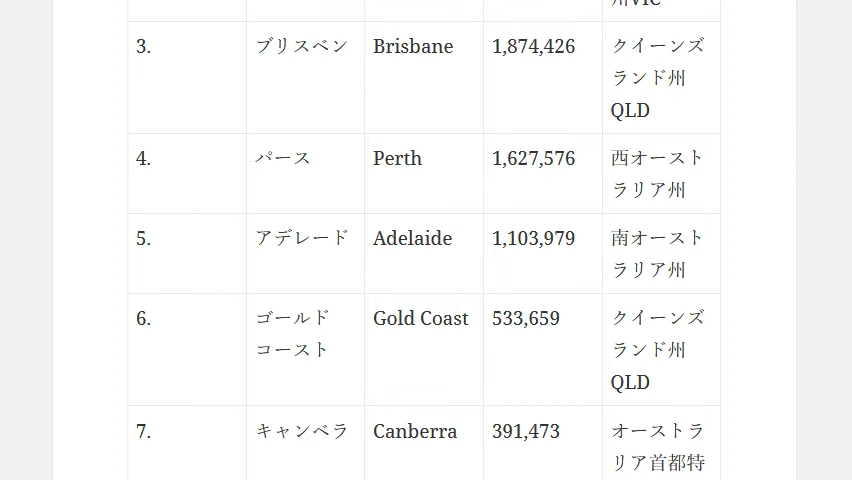 州VIC
3. ブリスベン Brisbane 1,874,426 クイーンズ
ランド州
QLD
4. パース Perth 1,627,576 西オースト
ラリア州
5. アデレード Adelaide 1,103,979 南オースト
ラリア州
6. ゴールド Gold Coast 533,659 クイーンズ
コースト ランド州
QLD
7. キャンベラ Canberra 391,473 オーストラ
リア首都特